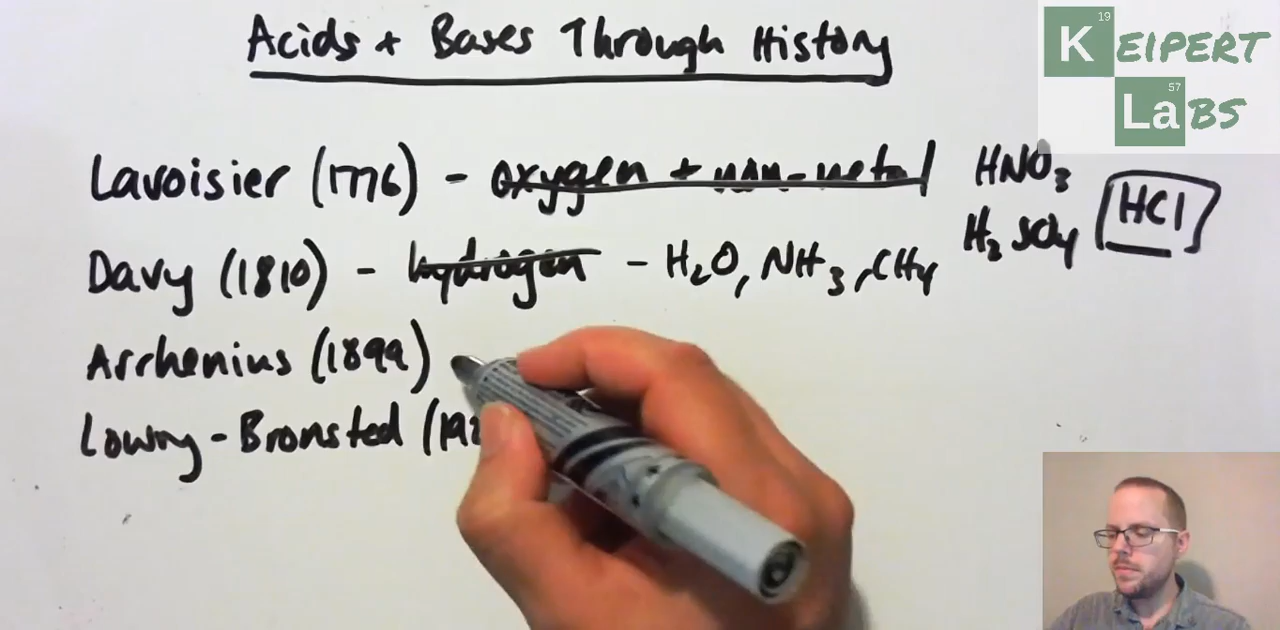 Acids + Bases Through History
19
KEIPERT
57
LaBS
Lavoisier (1776) - oxygen + non-metal HNO₃
H₂SO₄ HCl
Davy (1810) - hydrogen - H₂O, NH₃, CH₄
Arrhenius (1899)
Lowry-Bronsted (192